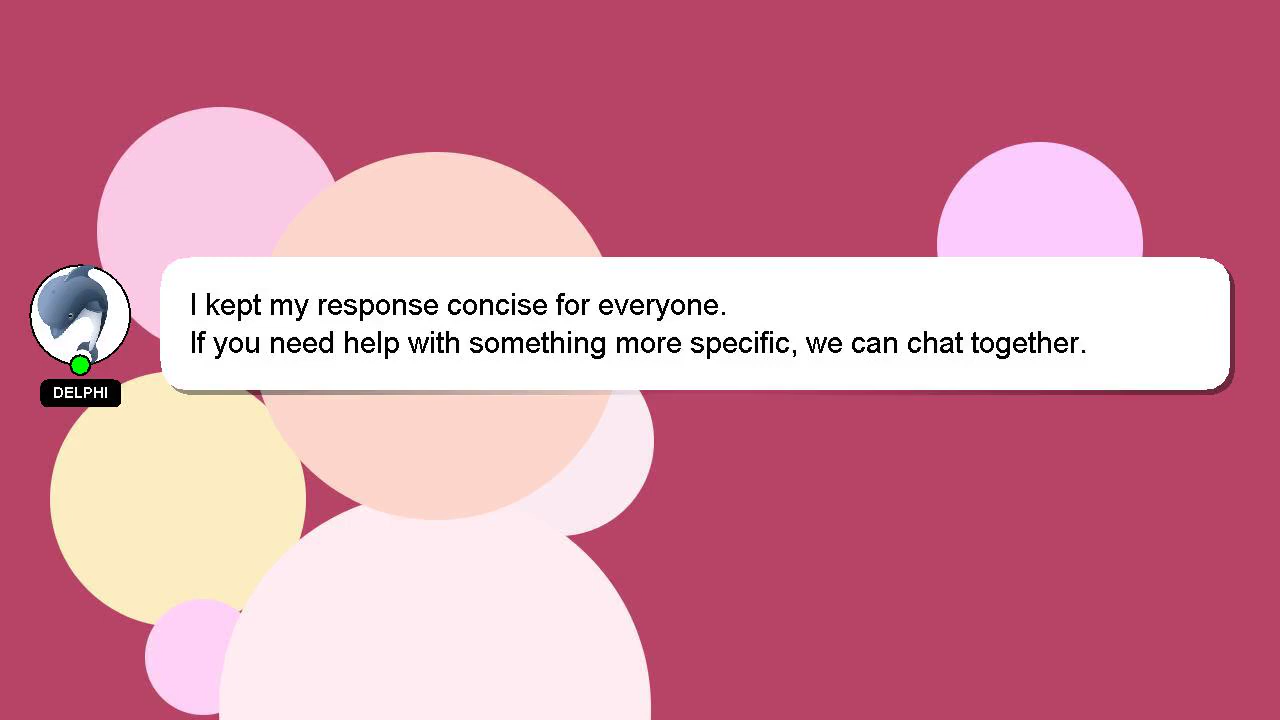 I kept my response concise for everyone.
If you need help with something more specific, we can chat together.
DELPHI